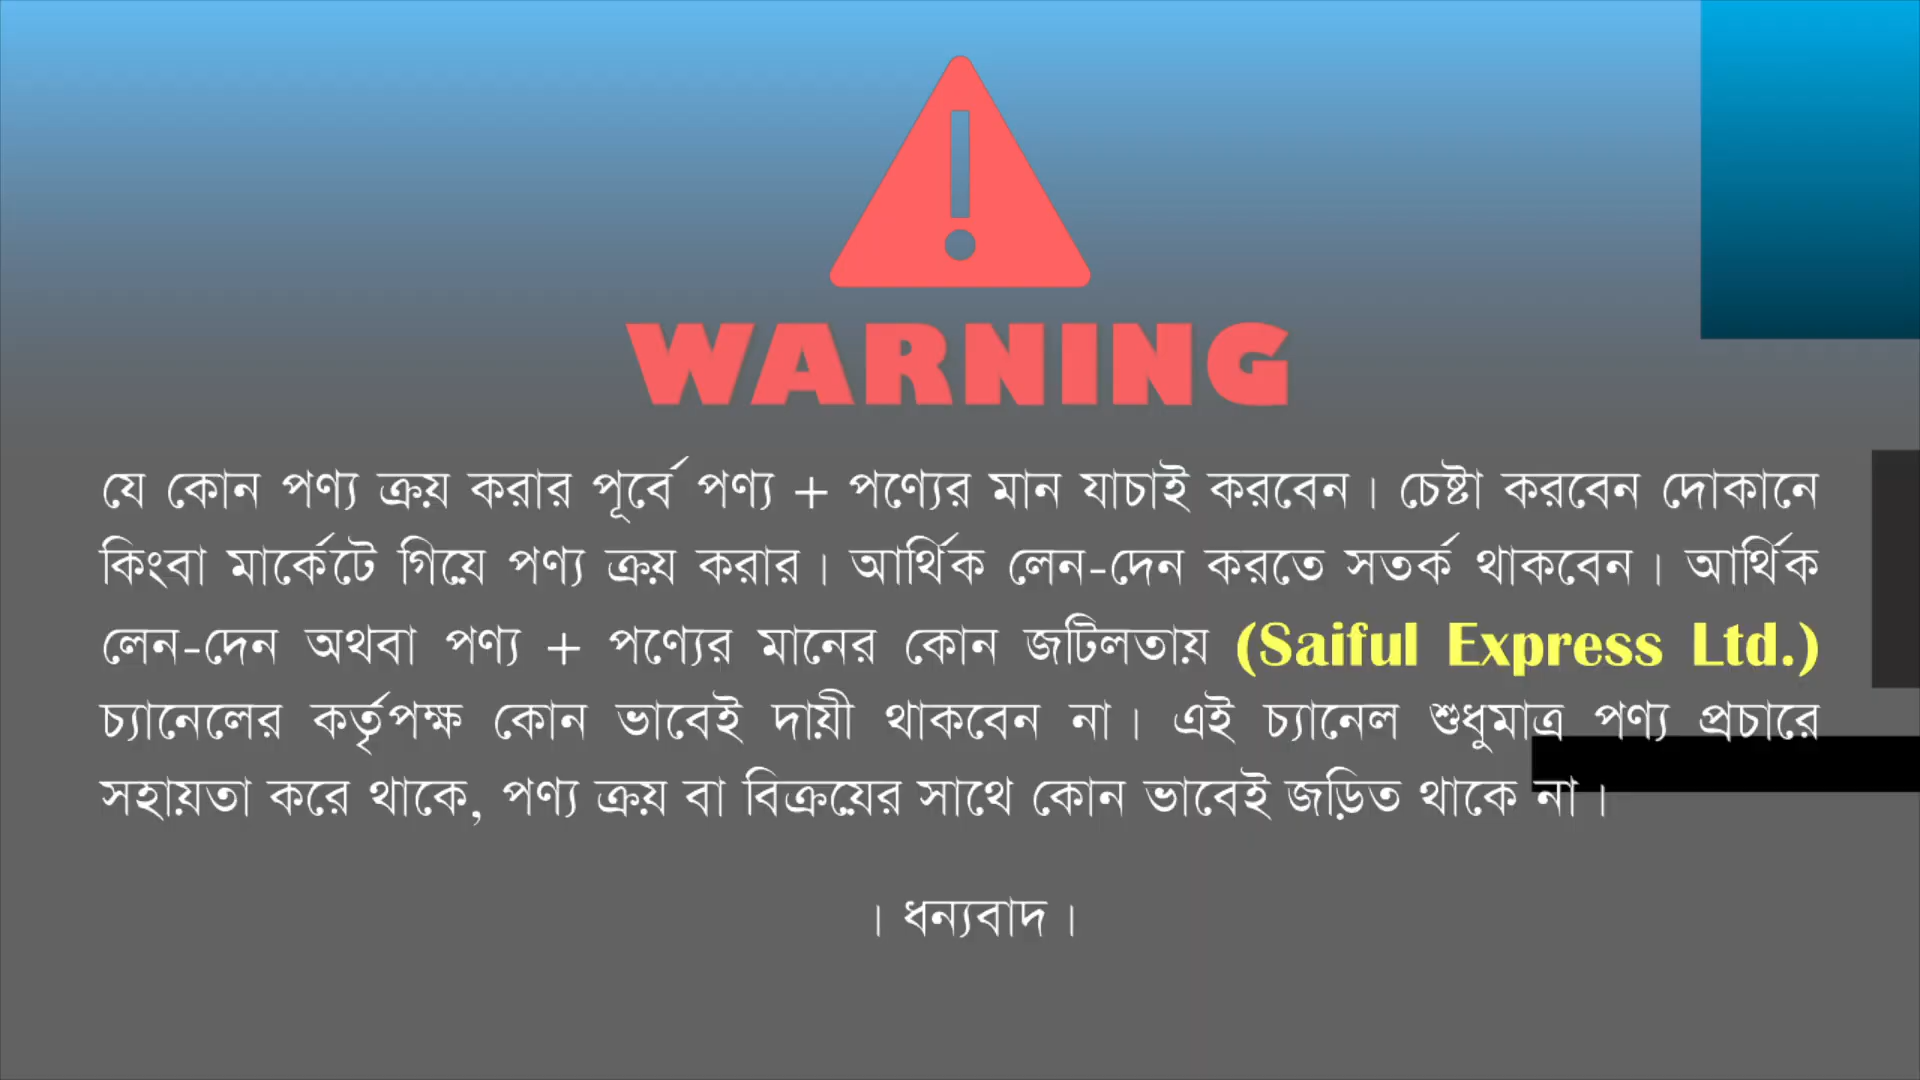 WARNING
যে কোন পণ্য ক্রয় করার পূর্বে পণ্য + পণ্যের মান যাচাই করবেন। চেষ্টা করবেন দোকানে
কিংবা মার্কেটে গিয়ে পণ্য ক্রয় করার। আর্থিক লেন-দেন করতে সতর্ক থাকবেন। আর্থিক
লেন-দেন অথবা পণ্য + পণ্যের মানের কোন জটিলতায় (Saiful Express Ltd.)
চ্যানেলের কর্তৃপক্ষ কোন ভাবেই দায়ী থাকবেন না। এই চ্যানেল শুধুমাত্র পণ্য প্রচারে
সহায়তা করে থাকে, পণ্য ক্রয় বা বিক্রয়ের সাথে কোন ভাবেই জড়িত থাকে না।
। ধন্যবাদ ।